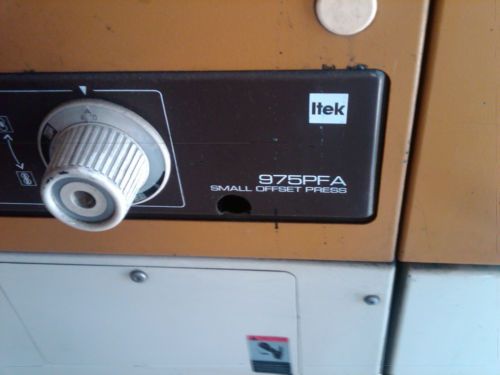 Itek
975PFA
SMALL OFFSET PRESS